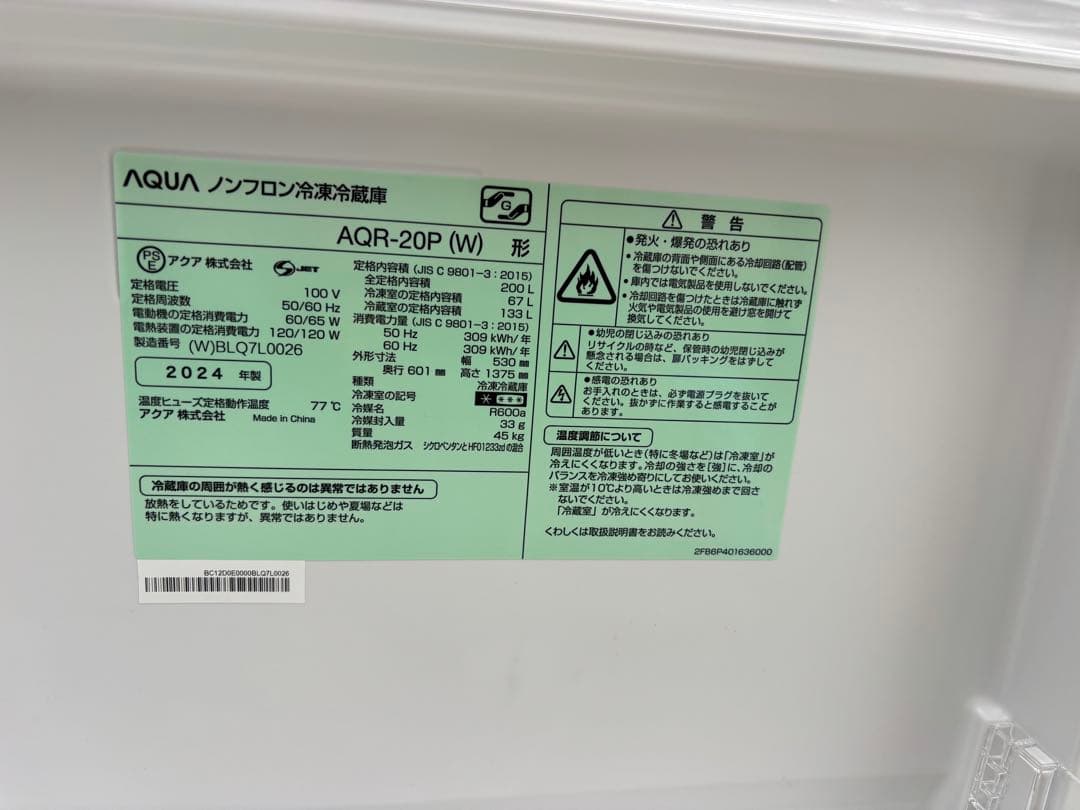 AQUA ノンフロン冷凍冷蔵庫
G
AQR-20P (W) 形
PS E アクア 株式会社 S JET
定格電圧 100 V
定格周波数 50/60 Hz
電動機の定格消費電力 60/65 W
電熱装置の定格消費電力 120/120 W
製造番号 (W)BLQ7L0026
2024 年製
温度ヒューズ定格動作温度 77℃
アクア 株式会社 Made in China
定格内容積 (JIS C 9801-3 : 2015)
全定格内容積 200 L
冷凍室の定格内容積 67 L
冷蔵室の定格内容積 133 L
消費電力量 (JIS C 9801-3 : 2015)
50 Hz 309 kWh/年
60 Hz 309 kWh/年
外形寸法 幅 530 mm
奥行 601 mm 高さ 1375 mm
種類 冷凍冷蔵庫
冷凍室の記号
冷媒名 R600a
冷媒封入量 33 g
質量 45 kg
断熱発泡ガス シクロペンタンとHFO1233zdの混合
冷蔵庫の周囲が熱く感じるのは異常ではありません
放熱をしているためです。使いはじめや夏場などは
特に熱くなりますが、異常ではありません。
警告
●発火・爆発の恐れあり
・冷蔵庫の背面や側面にある冷却回路(配管)
を傷つけないでください。
・庫内では電気製品を使用しないでください。
・冷却回路を傷つけたときは冷蔵庫に触れず
火気や電気製品の使用を避け窓を開けて
換気してください。
●幼児の閉じ込みの恐れあり
リサイクルの時など、保管時の幼児閉じ込みが
懸念される場合は、扉パッキングをはずして
ください。
●感電の恐れあり
お手入れのときは、必ず電源プラグを抜いて
ください。抜かずに作業すると感電することが
あります。
温度調節について
周囲温度が低いとき(特に冬場など)は「冷凍室」が
冷えにくくなります。冷却の強さを[強]に、冷却の
バランスを冷凍強め寄りにしてお使いください。
※室温が10℃より高いときは冷凍強めまで回さ
ないでください。
「冷蔵室」が冷えにくくなります。
くわしくは取扱説明書をお読みください。
2FB6P401636000
BC12D0E0000BLQ7L0026